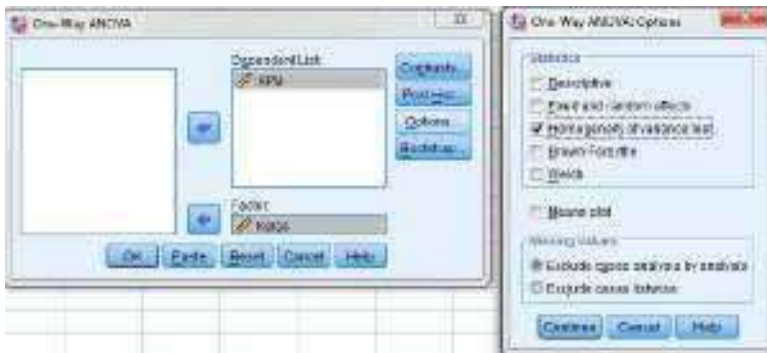 One-Way ANOVA
Dependent List:
Contrasts...
Post Hoc...
Options...
Bootstrap...
Factor:
OK
Paste
Reset
Cancel
Help
One-Way ANOVA: Options
Statistics
Descriptive
Fixed and random effects
Homogeneity of variance test
Brown-Forsythe
Welch
Means plot
Missing Values
Exclude cases analysis by analysis
Exclude cases listwise
Continue
Cancel
Help